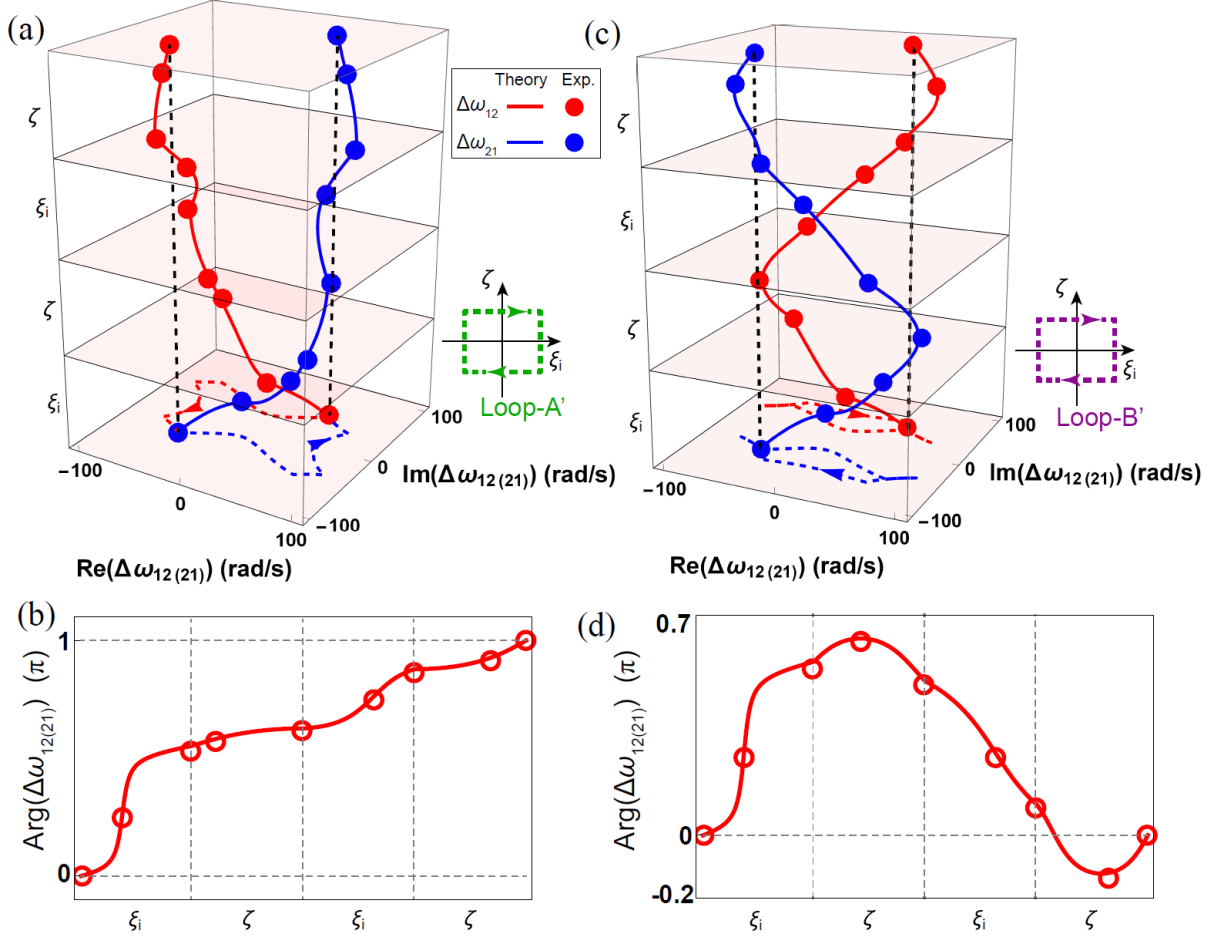 (a)
ζ
ξi
ζ
ξi
Theory Exp.
Δω12
Δω21
ζ
ξi
Loop-A'
100
0
−100
Im(Δω12(21)) (rad/s)
−100
0
100
Re(Δω12(21)) (rad/s)
(c)
ζ
ξi
ζ
ξi
ζ
ξi
Loop-B'
100
0
−100
Im(Δω12(21)) (rad/s)
−100
0
100
Re(Δω12(21)) (rad/s)
(b)
Arg(Δω12(21)) (π)
1
0
ξi ζ ξi ζ
(d)
Arg(Δω12(21)) (π)
0.7
0
-0.2
ξi ζ ξi ζ